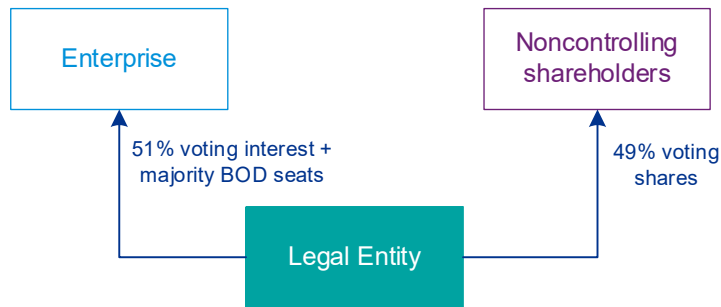 Enterprise
Noncontrolling
shareholders
51% voting interest +
majority BOD seats
49% voting
shares
Legal Entity